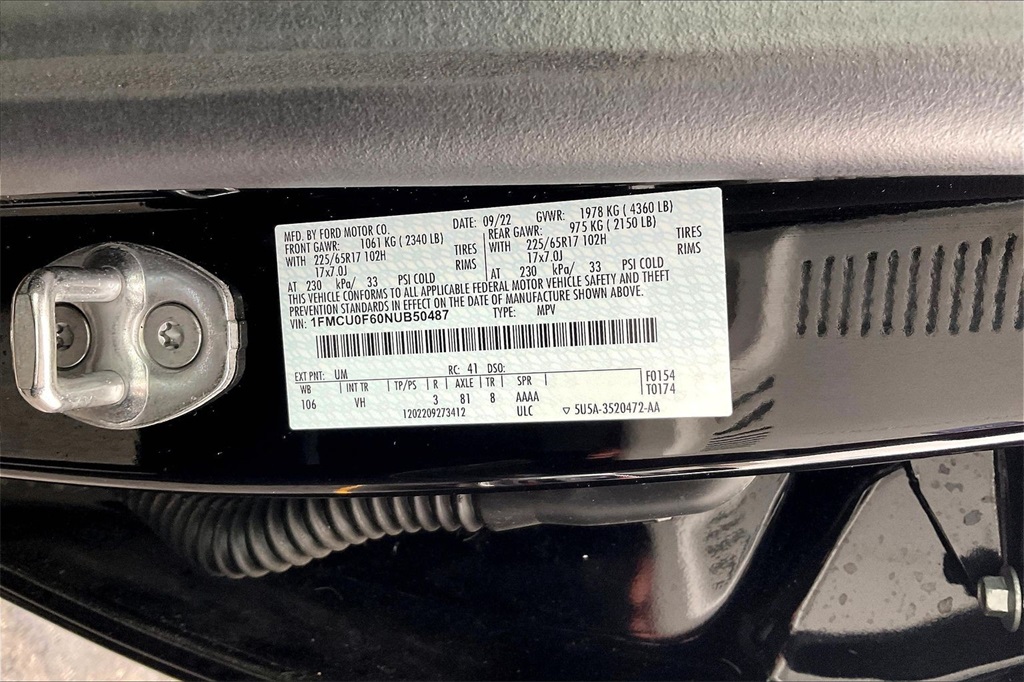 MFD. BY FORD MOTOR CO. DATE: 09/22 GVWR: 1978 KG ( 4360 LB)
FRONT GAWR: 1061 KG ( 2340 LB) REAR GAWR: 975 KG ( 2150 LB)
WITH 225/65R17 102H TIRES WITH 225/65R17 102H TIRES
17x7.0J RIMS 17x7.0J RIMS
AT 230 kPa/ 33 PSI COLD AT 230 kPa/ 33 PSI COLD
THIS VEHICLE CONFORMS TO ALL APPLICABLE FEDERAL MOTOR VEHICLE SAFETY AND THEFT
PREVENTION STANDARDS IN EFFECT ON THE DATE OF MANUFACTURE SHOWN ABOVE.
VIN: 1FMCU0F60NUB50487 TYPE: MPV
EXT PNT: UM RC: 41 DSO: F0154
WB INT TR TP/PS R AXLE TR SPR T0174
106 VH 3 81 8 AAAA
1202209273412 ULC ▽ 5U5A-3520472-AA